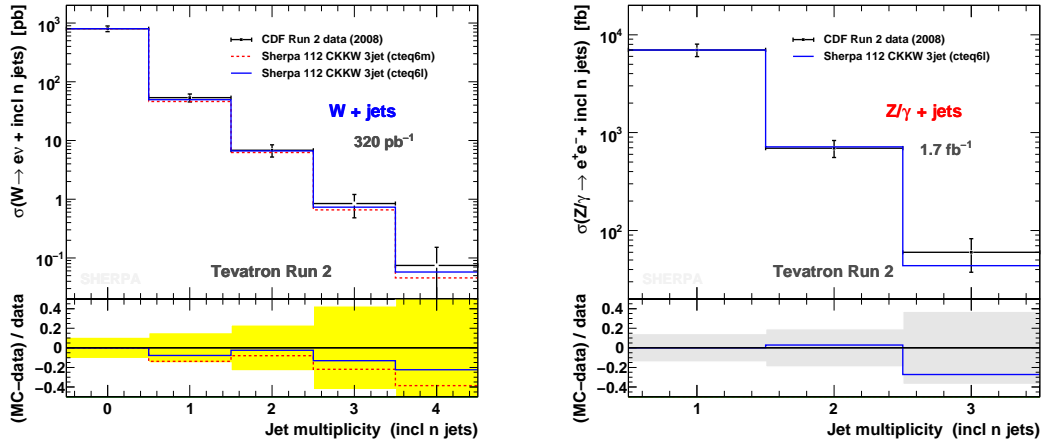 σ(W→ eν + incl n jets) [pb]
10³
10²
10
1
10⁻¹
CDF Run 2 data (2008)
Sherpa 112 CKKW 3jet (cteq6m)
Sherpa 112 CKKW 3jet (cteq6l)
W + jets
320 pb⁻¹
SHERPA
Tevatron Run 2
(MC−data) / data
0.4
0.2
0
−0.2
−0.4
0 1 2 3 4
Jet multiplicity (incl n jets)
σ(Z/γ → e⁺e⁻ + incl n jets) [fb]
10⁴
10³
10²
CDF Run 2 data (2008)
Sherpa 112 CKKW 3jet (cteq6l)
Z/γ + jets
1.7 fb⁻¹
SHERPA
Tevatron Run 2
(MC−data) / data
0.4
0.2
0
−0.2
−0.4
1 2 3
Jet multiplicity (incl n jets)